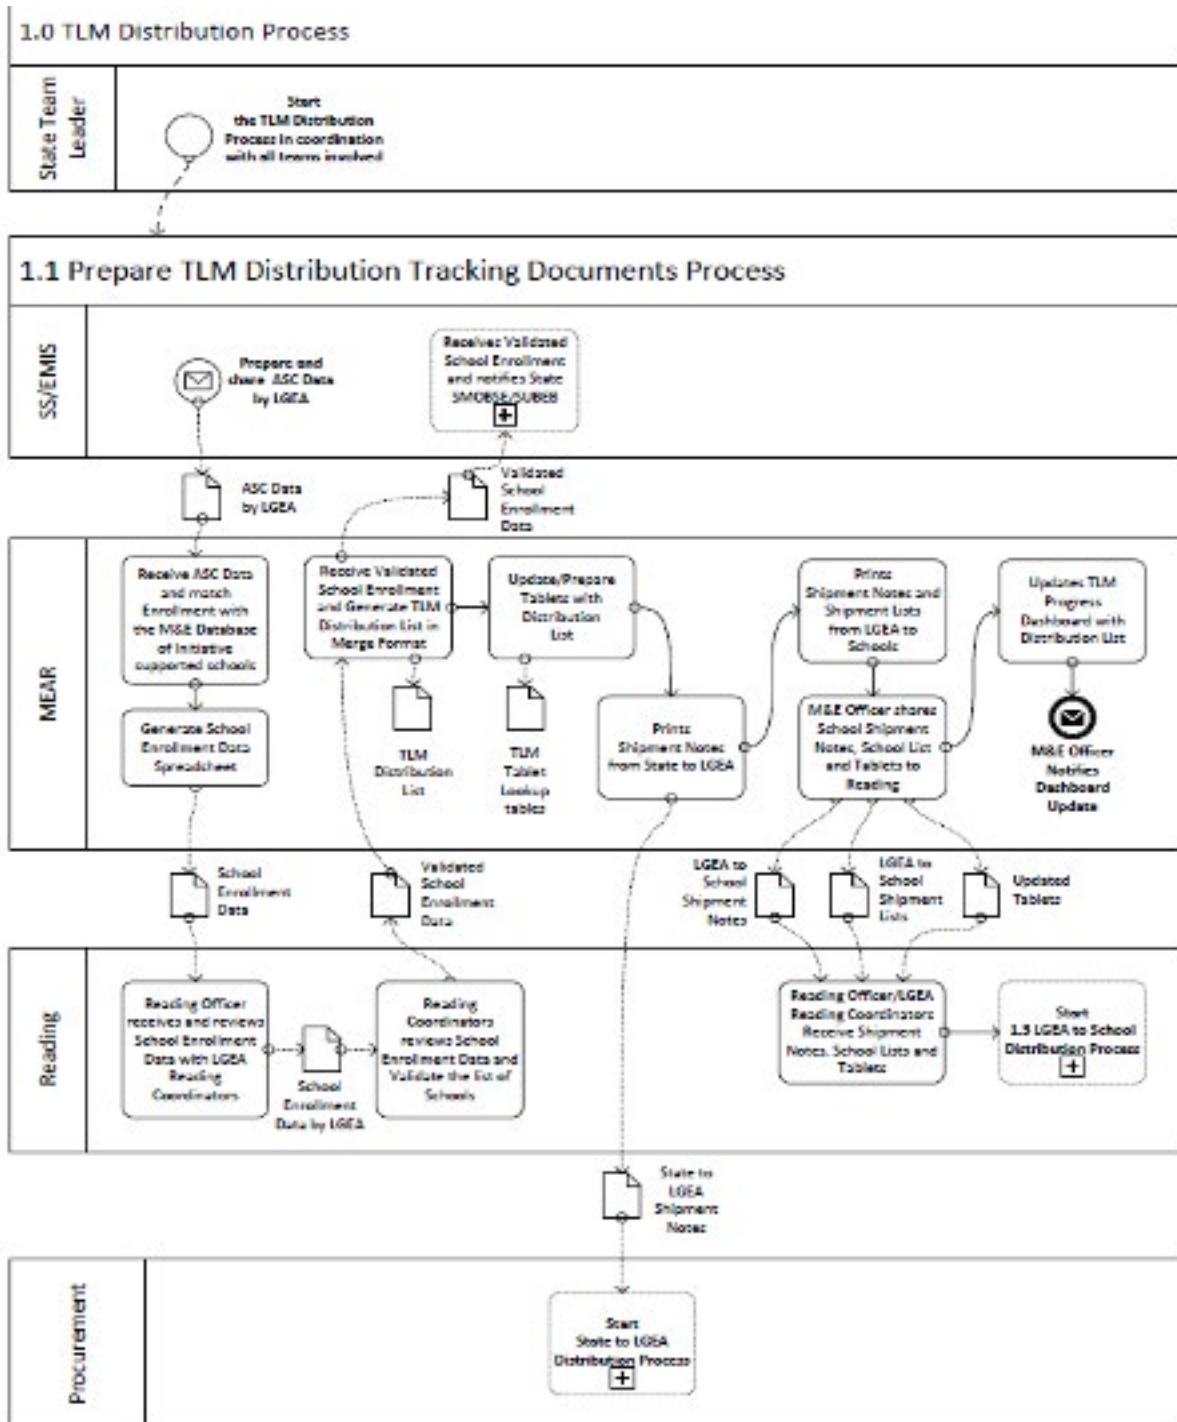 1.0 TLM Distribution Process
State Team
Leader
Start
the TLM Distribution
Process in coordination
with all teams involved
1.1 Prepare TLM Distribution Tracking Documents Process
SS/EMIS
Prepare and
share ASC Data
by LGEA
Receives Validated
School Enrollment
and notifies State
SMOBSE/SUBEB
ASC Data
by LGEA
Validated
School
Enrollment
Data
MEAR
Receive ASC Data
and match
Enrollment with
the M&E Database
of Initiative
supported schools
Receive Validated
School Enrollment
and Generate TLM
Distribution List in
Merge Format
Update/Prepare
Tablets with
Distribution
List
Prints
Shipment Notes and
Shipment Lists
from LGEA to
Schools
Updates TLM
Progress
Dashboard with
Distribution List
Generate School
Enrollment Data
Spreadsheet
TLM
Distribution
List
TLM
Tablet
Lookup
tables
Prints
Shipment Notes
from State to LGEA
M&E Officer shares
School Shipment
Notes, School List
and Tablets to
Reading
M&E Officer
Notifies
Dashboard
Update
School
Enrollment
Data
Validated
School
Enrollment
Data
LGEA to
School
Shipment
Notes
LGEA to
School
Shipment
Lists
Updated
Tablets
Reading
Reading Officer
receives and reviews
School Enrollment
Data with LGEA
Reading
Coordinators
School
Enrollment
Data by LGEA
Reading
Coordinators
reviews School
Enrollment Data and
Validate the list of
Schools
Reading Officer/LGEA
Reading Coordinators
Receive Shipment
Notes, School Lists and
Tablets
Start
1.3 LGEA to School
Distribution Process
State to
LGEA
Shipment
Notes
Procurement
Start
State to LGEA
Distribution Process